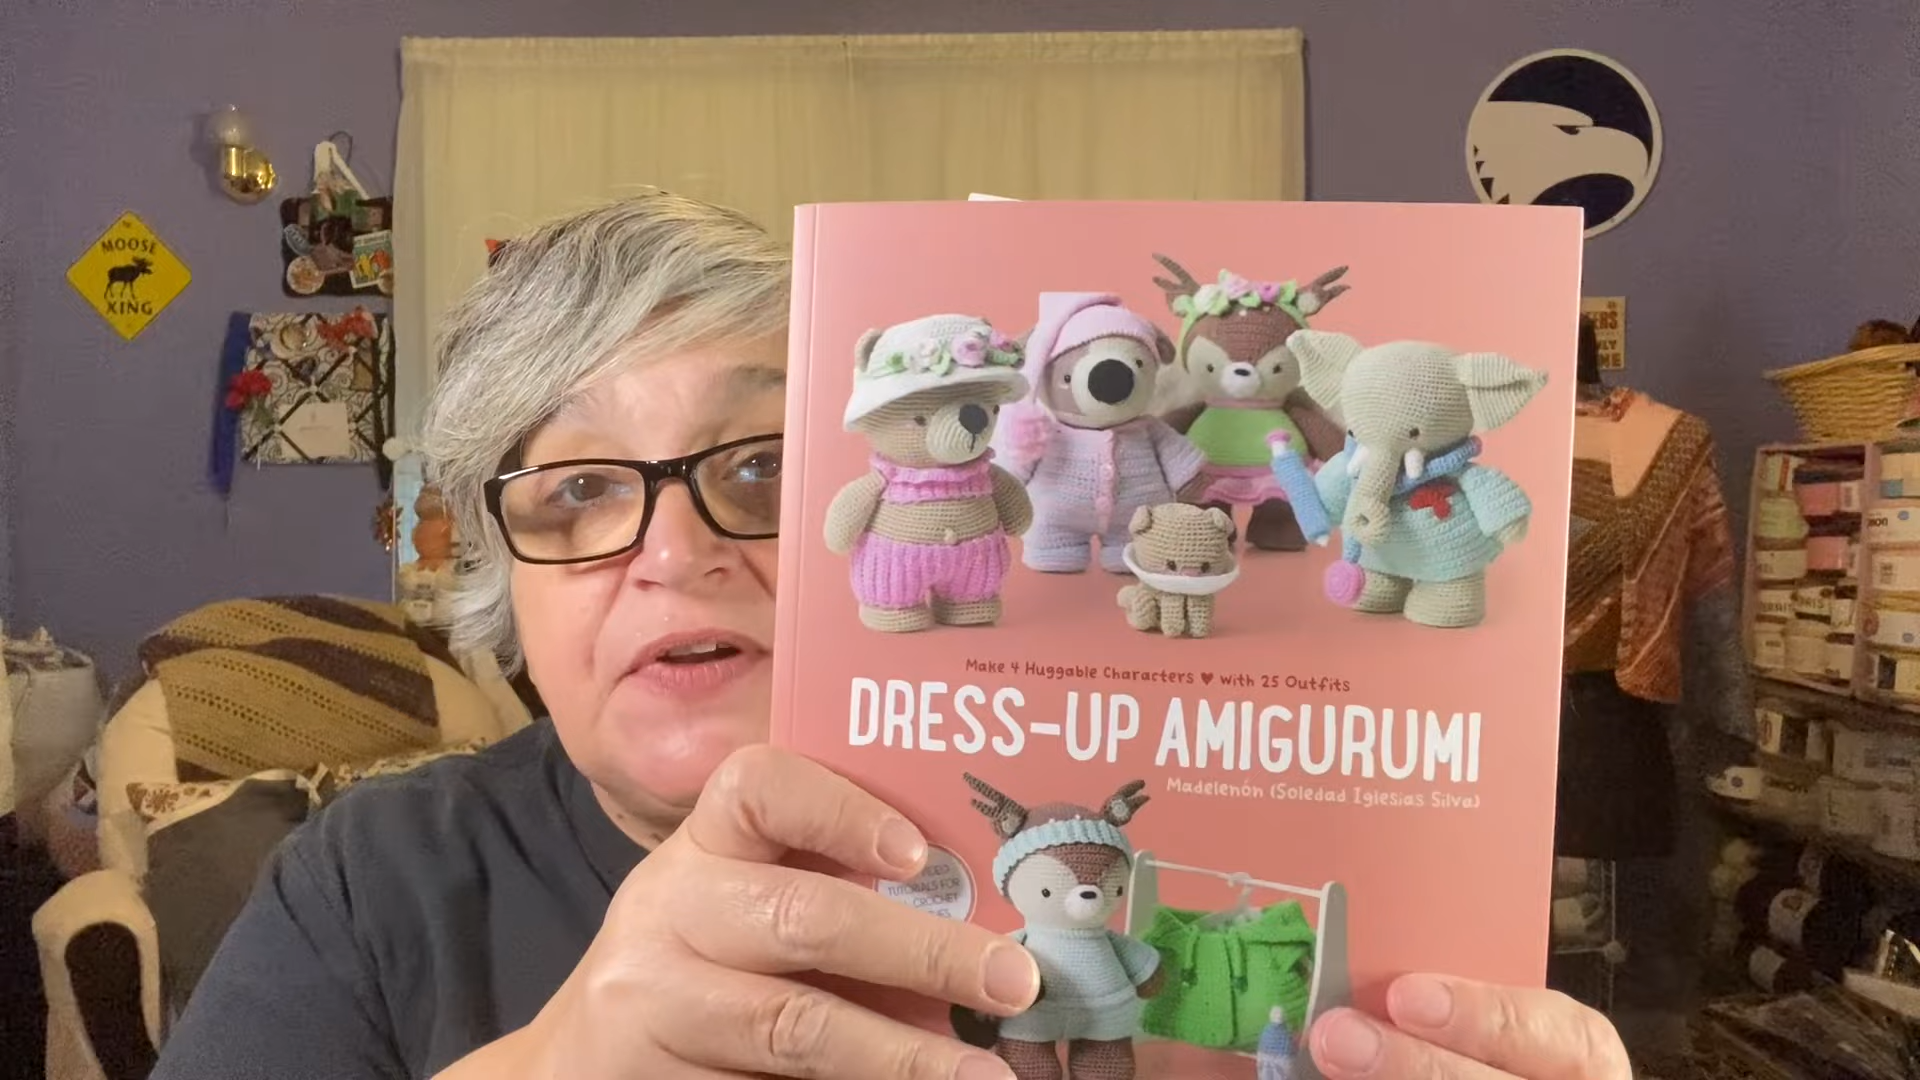 MOOSE
XING
Make 4 Huggable Characters ♥ with 25 Outfits
DRESS-UP AMIGURUMI
Madelenón (Soledad Iglesias Silva)
VIDEO
TUTORIALS FOR
CROCHET